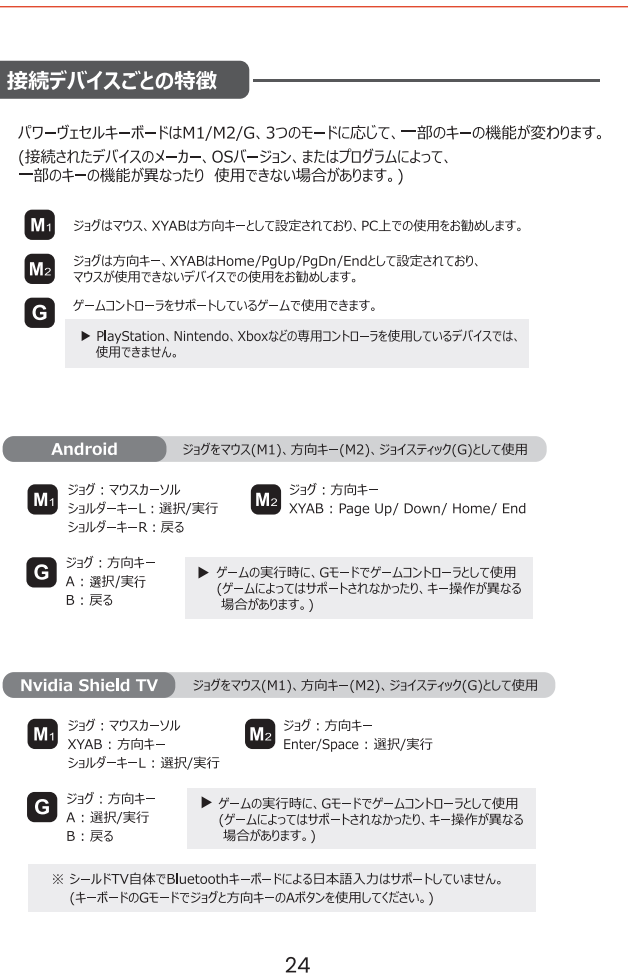 接続デバイスごとの特徴
パワーヴェセルキーボードはM1/M2/G、3つのモードに応じて、一部のキーの機能が変わります。
(接続されたデバイスのメーカー、OSバージョン、またはプログラムによって、
一部のキーの機能が異なったり 使用できない場合があります。)
M1 ジョグはマウス、XYABは方向キーとして設定されており、PC上での使用をお勧めします。
M2 ジョグは方向キー、XYABはHome/PgUp/PgDn/Endとして設定されており、
マウスが使用できないデバイスでの使用をお勧めします。
G ゲームコントローラをサポートしているゲームで使用できます。
▶ PlayStation、Nintendo、Xboxなどの専用コントローラを使用しているデバイスでは、
使用できません。
Android ジョグをマウス(M1)、方向キー(M2)、ジョイスティック(G)として使用
M1 ジョグ：マウスカーソル
ショルダーキーL：選択/実行
ショルダーキーR：戻る
M2 ジョグ：方向キー
XYAB：Page Up/ Down/ Home/ End
G ジョグ：方向キー
A：選択/実行
B：戻る
▶ ゲームの実行時に、Gモードでゲームコントローラとして使用
(ゲームによってはサポートされなかったり、キー操作が異なる
場合があります。)
Nvidia Shield TV ジョグをマウス(M1)、方向キー(M2)、ジョイスティック(G)として使用
M1 ジョグ：マウスカーソル
XYAB：方向キー
ショルダーキーL：選択/実行
M2 ジョグ：方向キー
Enter/Space：選択/実行
G ジョグ：方向キー
A：選択/実行
B：戻る
▶ ゲームの実行時に、Gモードでゲームコントローラとして使用
(ゲームによってはサポートされなかったり、キー操作が異なる
場合があります。)
※ シールドTV自体でBluetoothキーボードによる日本語入力はサポートしていません。
(キーボードのGモードでジョグと方向キーのAボタンを使用してください。)
24